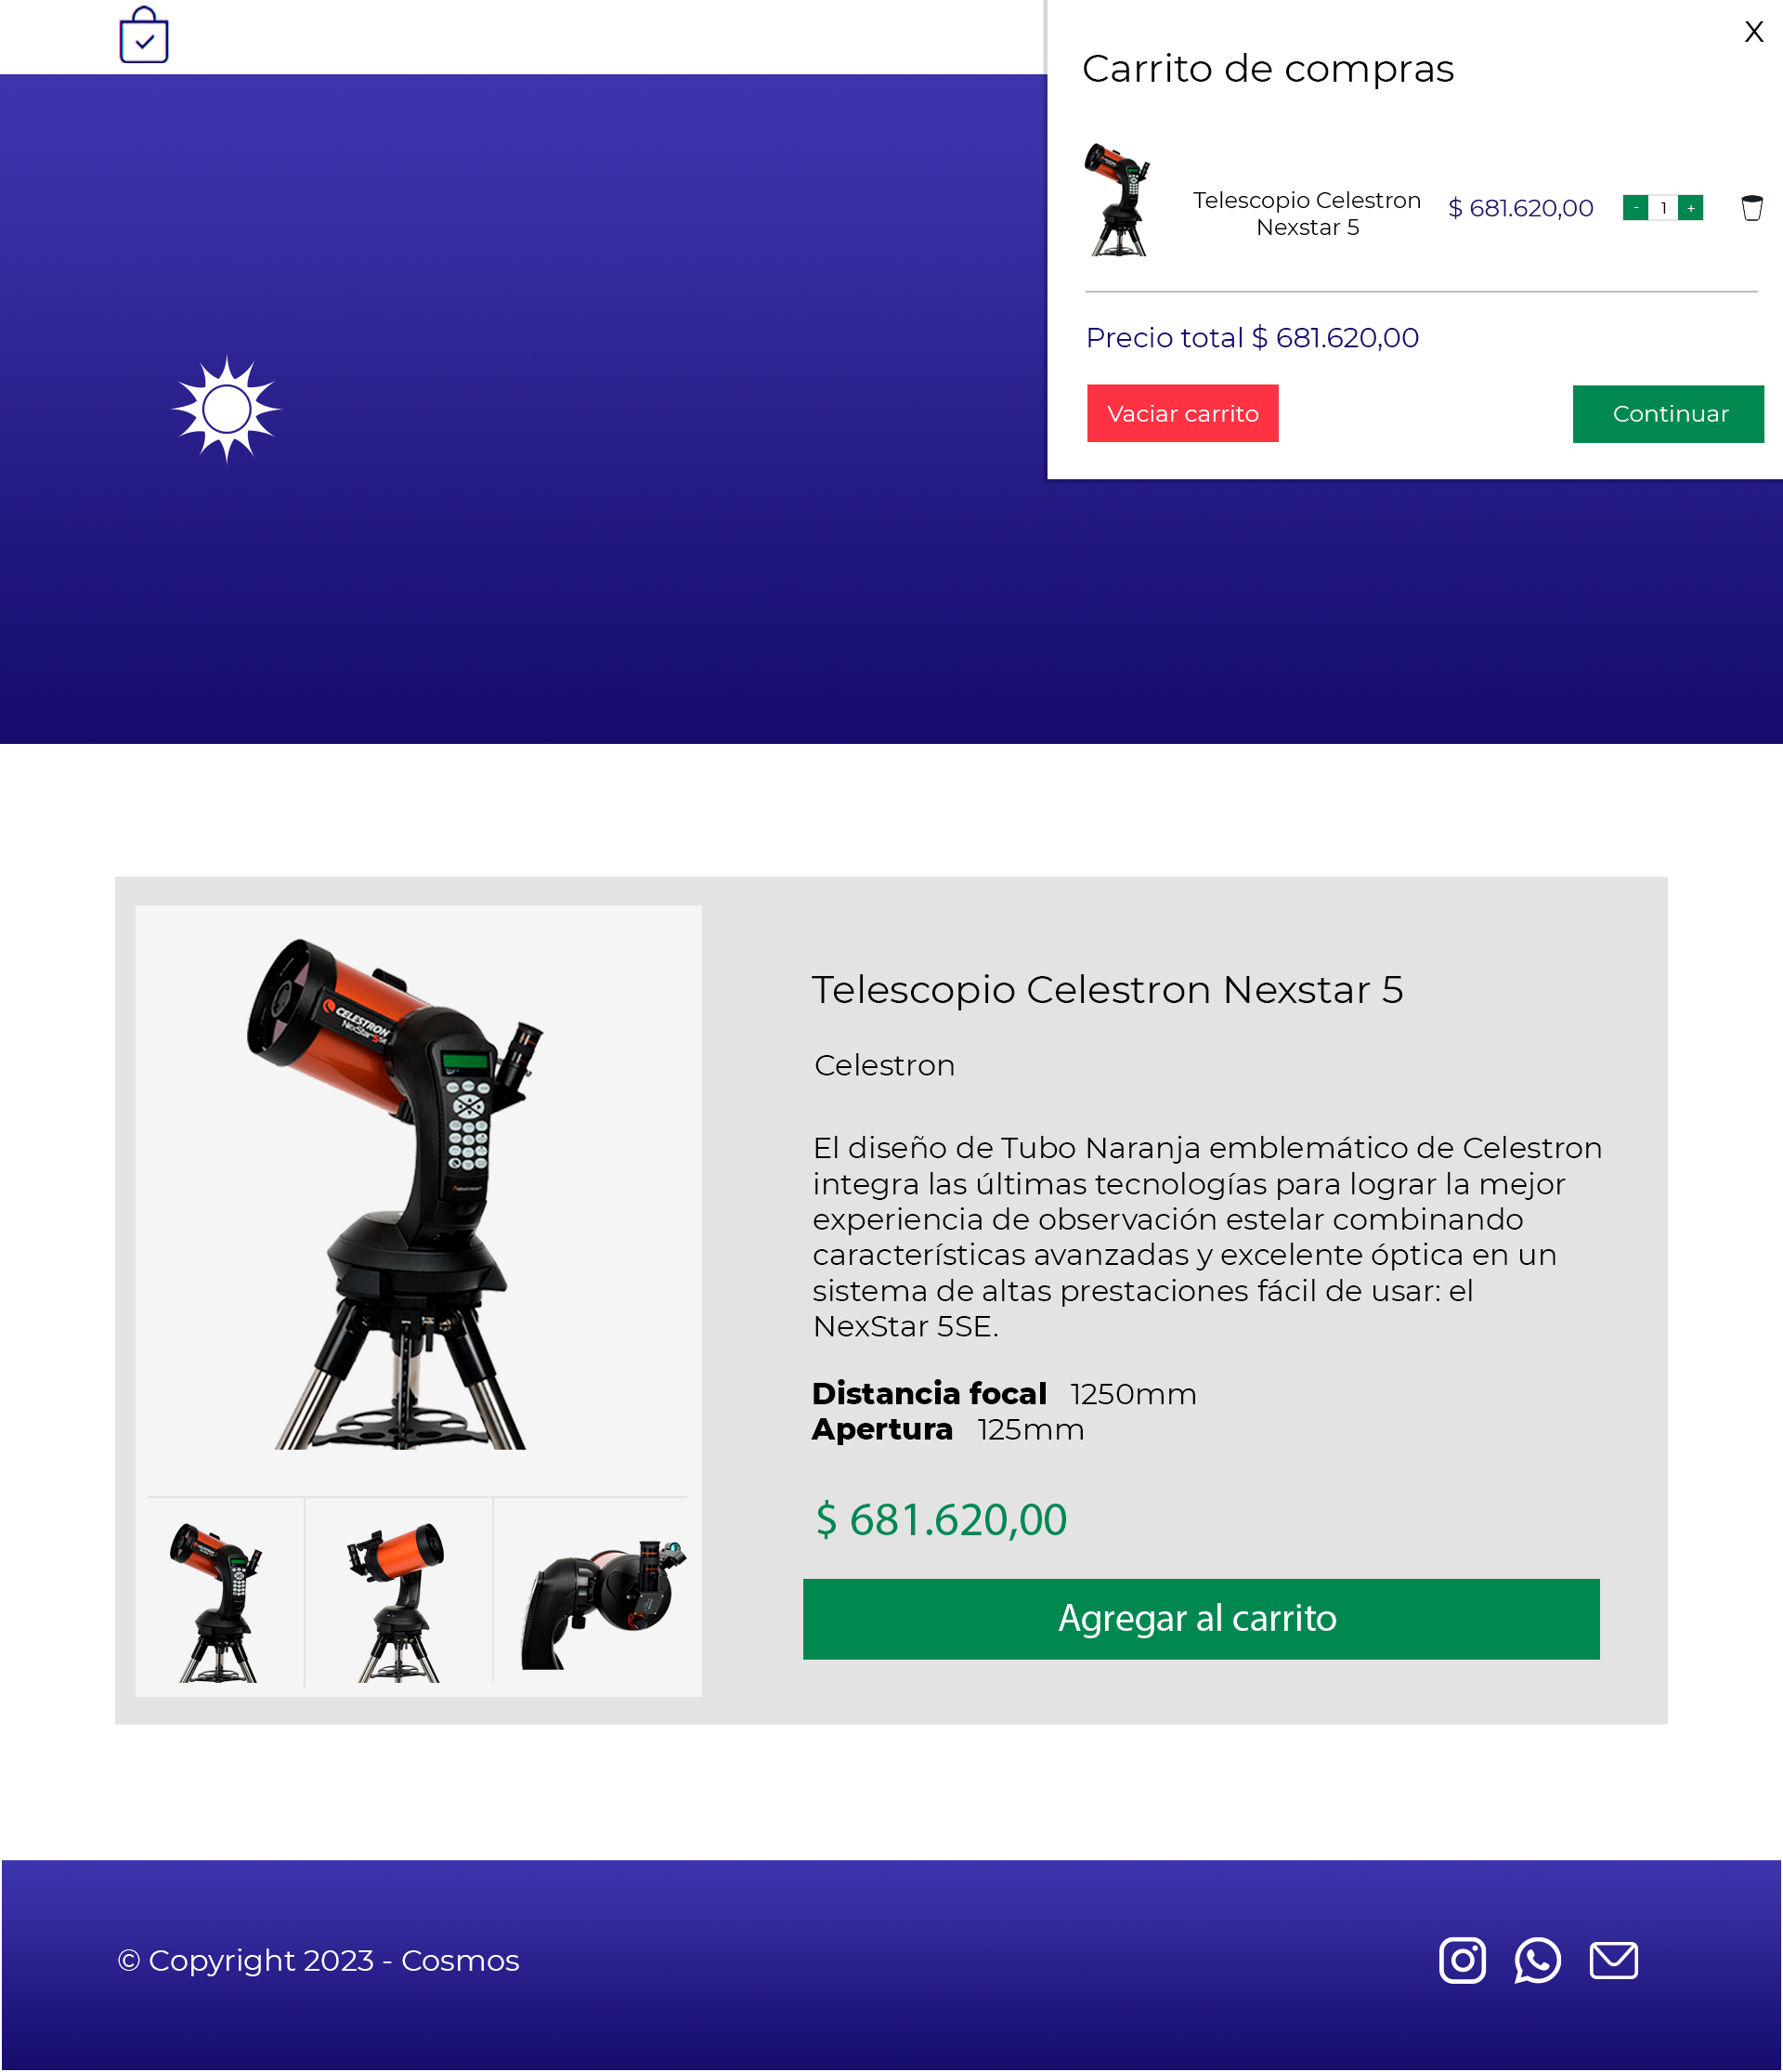 X
Carrito de compras
Telescopio Celestron
Nexstar 5
$ 681.620,00
- 1 +
Precio total $ 681.620,00
Vaciar carrito
Continuar
CELESTRON
NexStar 5SE
Telescopio Celestron Nexstar 5
Celestron
El diseño de Tubo Naranja emblemático de Celestron
integra las últimas tecnologías para lograr la mejor
experiencia de observación estelar combinando
características avanzadas y excelente óptica en un
sistema de altas prestaciones fácil de usar: el
NexStar 5SE.
Distancia focal 1250mm
Apertura 125mm
$ 681.620,00
Agregar al carrito
© Copyright 2023 - Cosmos